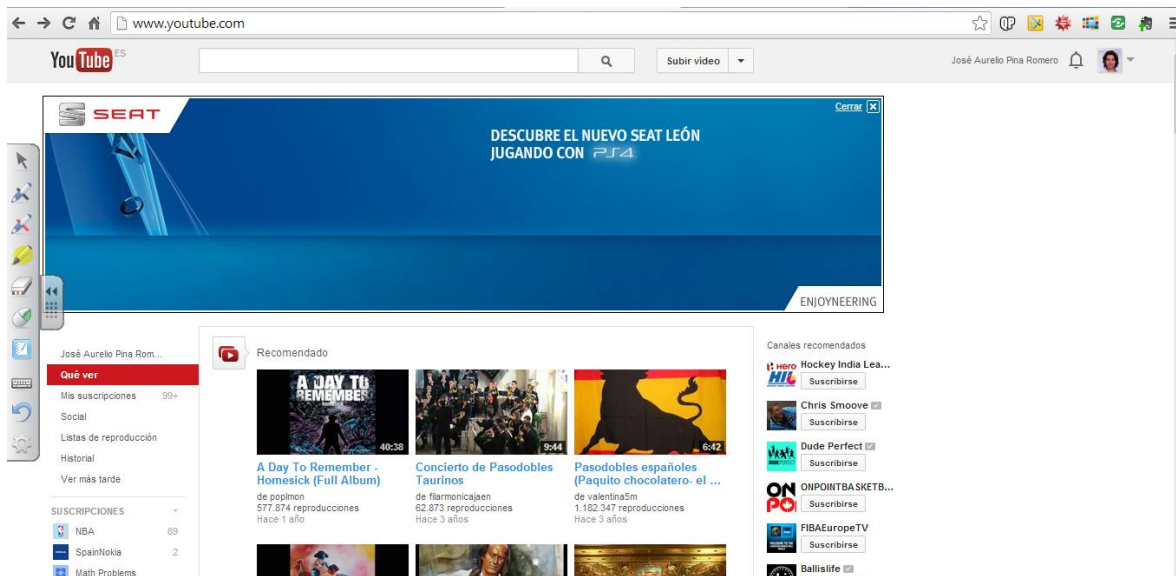 www.youtube.com
You Tube ES
Subir vídeo
José Aurelio Pina Romero
SEAT
Cerrar X
DESCUBRE EL NUEVO SEAT LEÓN
JUGANDO CON PS4
ENJOYNEERING
José Aurelio Pina Rom...
Qué ver
Mis suscripciones 99+
Social
Listas de reproducción
Historial
Ver más tarde
SUSCRIPCIONES
NBA 89
SpainNokia 2
Math Problems
Recomendado
A DAY TO
REMEMBER
40:38
A Day To Remember -
Homesick (Full Album)
de poplmon
577.874 reproducciones
Hace 1 año
9:44
Concierto de Pasodobles
Taurinos
de filarmonicajaen
62.873 reproducciones
Hace 3 años
6:42
Pasodobles españoles
(Paquito chocolatero- el ...
de valentina5m
1.182.347 reproducciones
Hace 3 años
Canales recomendados
HERO
HIL
Hockey India Lea...
Suscribirse
Chris Smoove
Suscribirse
DUDE PERFECT
Dude Perfect
Suscribirse
ON
PO
ONPOINTBASKETB...
Suscribirse
FIBAEuropeTV
Suscribirse
Ballislife